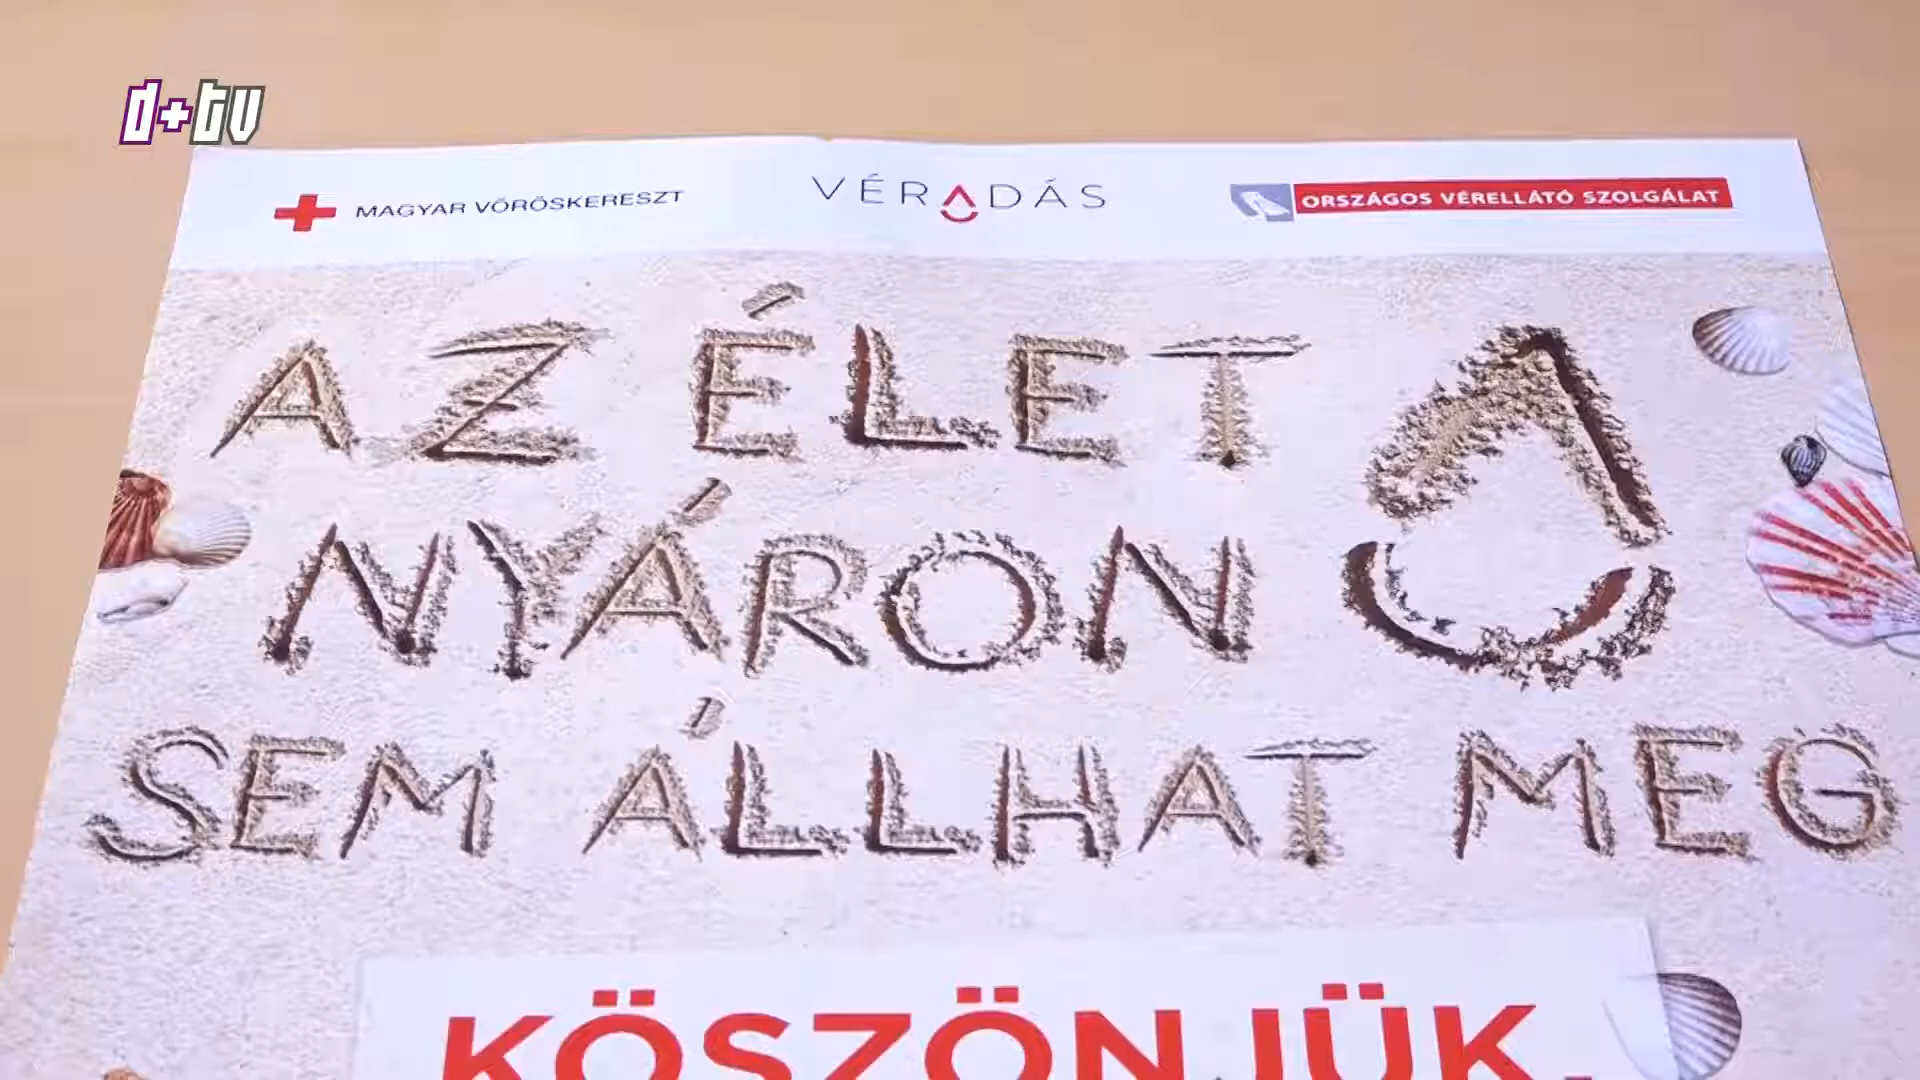 d+tv
MAGYAR VÖRÖSKERESZT
VÉRADÁS
ORSZÁGOS VÉRELLÁTÓ SZOLGÁLAT
AZ ÉLET
NYÁRON
SEM ÁLLHAT MEG
KÖSZÖNJÜK,